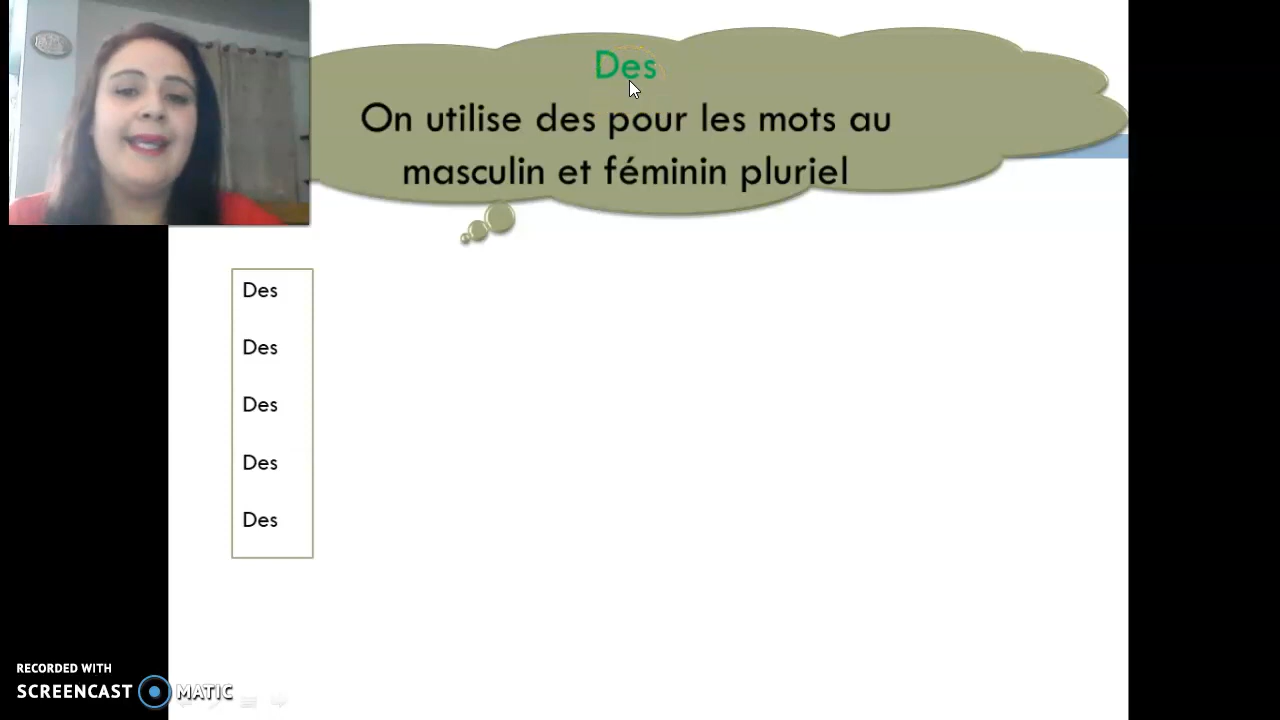 Des
On utilise des pour les mots au
masculin et féminin pluriel
Des
Des
Des
Des
Des
RECORDED WITH
SCREENCAST MATIC